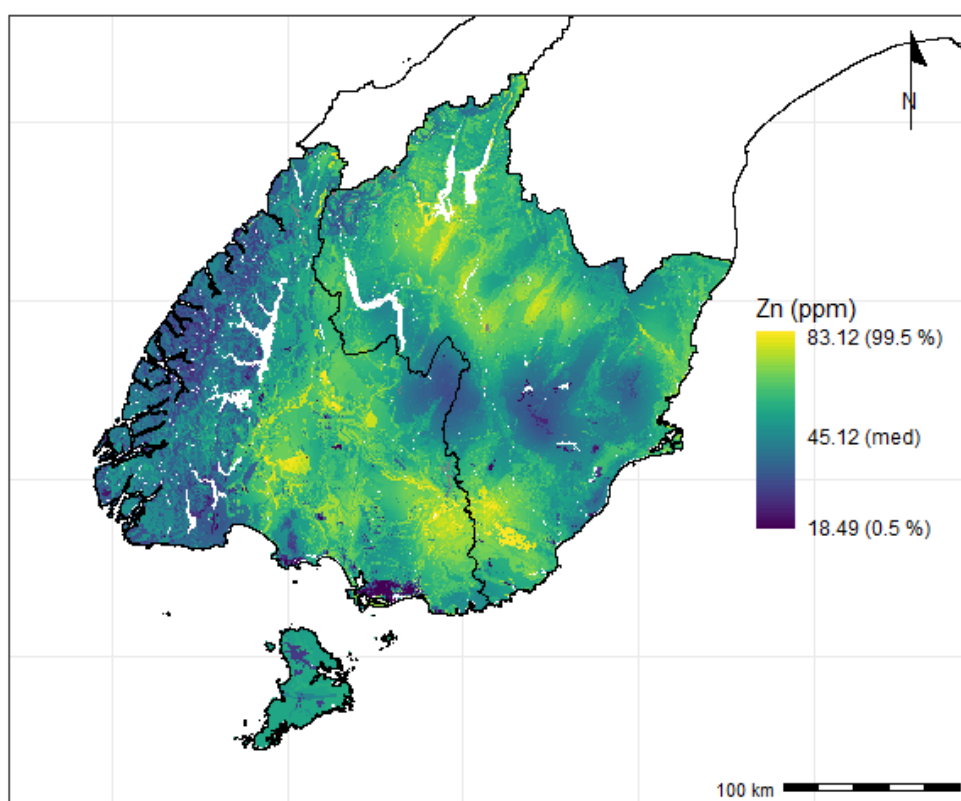 N
Zn (ppm)
83.12 (99.5 %)
45.12 (med)
18.49 (0.5 %)
100 km